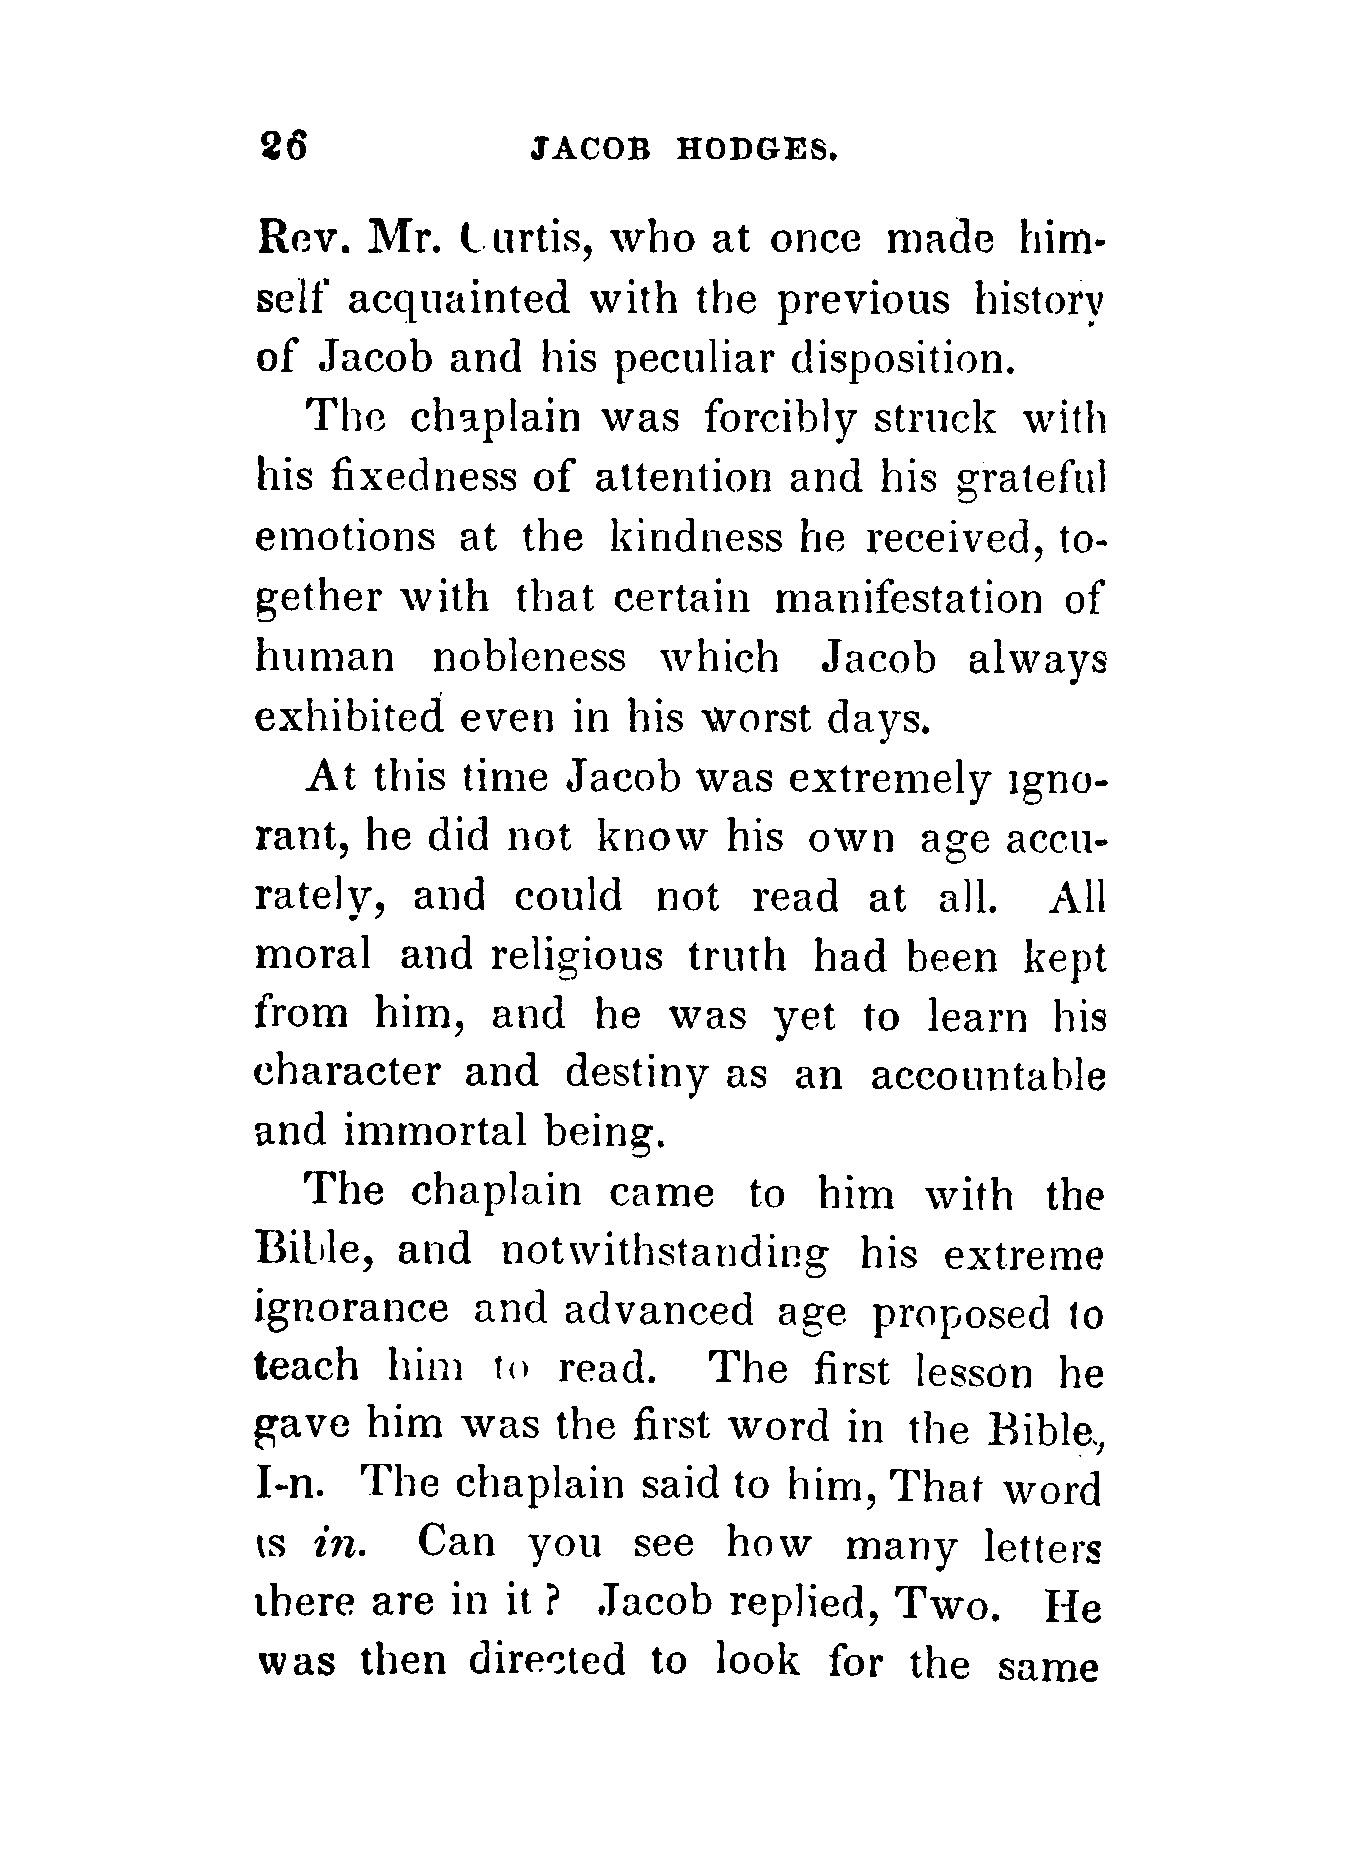 26 JACOB HODGES.
Rev. Mr. Curtis, who at once made him-
self acquainted with the previous history
of Jacob and his peculiar disposition.
The chaplain was forcibly struck with
his fixedness of attention and his grateful
emotions at the kindness he received, to-
gether with that certain manifestation of
human nobleness which Jacob always
exhibited even in his worst days.
At this time Jacob was extremely igno-
rant, he did not know his own age accu-
rately, and could not read at all. All
moral and religious truth had been kept
from him, and he was yet to learn his
character and destiny as an accountable
and immortal being.
The chaplain came to him with the
Bible, and notwithstanding his extreme
ignorance and advanced age proposed to
teach him to read. The first lesson he
gave him was the first word in the Bible,
I-n. The chaplain said to him, That word
is in. Can you see how many letters
there are in it? Jacob replied, Two. He
was then directed to look for the same